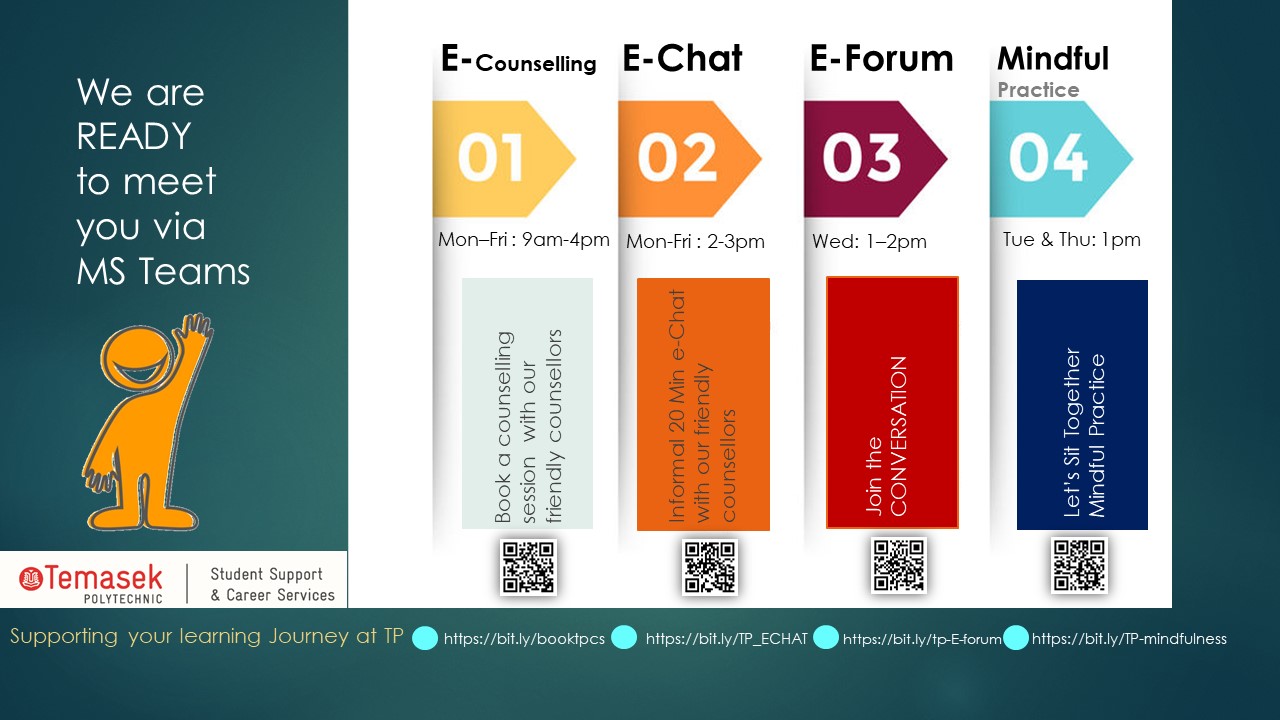 We are
READY
to meet
you via
MS Teams
E-Counselling
01
Mon–Fri : 9am-4pm
Book a counselling
session with our
friendly counsellors
E-Chat
02
Mon-Fri : 2-3pm
Informal 20 Min e-Chat
with our friendly
counsellors
E-Forum
03
Wed: 1–2pm
Join the
CONVERSATION
Mindful
Practice
04
Tue & Thu: 1pm
Let's Sit Together
Mindful Practice
Temasek
POLYTECHNIC
Student Support
& Career Services
Supporting your learning Journey at TP
https://bit.ly/booktpcs
https://bit.ly/TP_ECHAT
https://bit.ly/tp-E-forum
https://bit.ly/TP-mindfulness